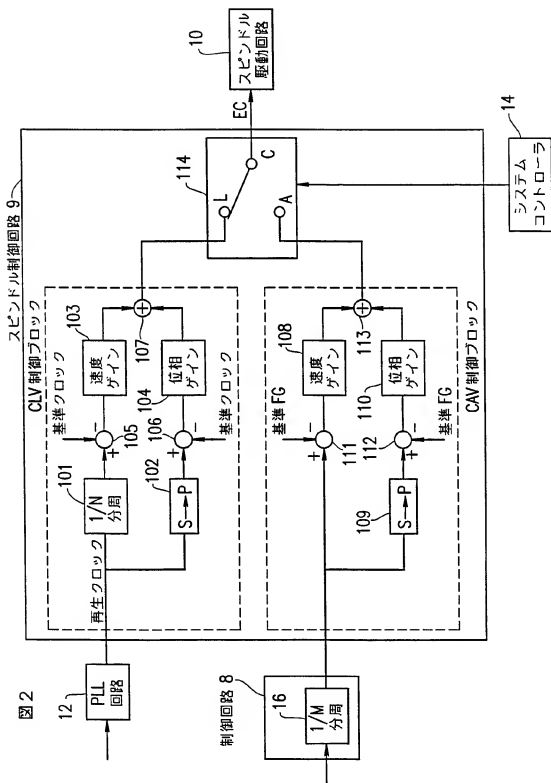 図2
スピンドル制御回路 9
CLV制御ブロック
12
PLL
回路
再生クロック
101
1/N
分周
102
S→P
基準クロック
+
-
105
106
+
-
基準クロック
103
速度
ゲイン
104
位相
ゲイン
+
107
114
L
C
A
EC
10
スピンドル
駆動回路
制御回路 8
16
1/M
分周
CAV制御ブロック
109
S→P
基準FG
+
-
111
112
+
-
基準FG
108
速度
ゲイン
110
位相
ゲイン
+
113
14
システム
コントローラ